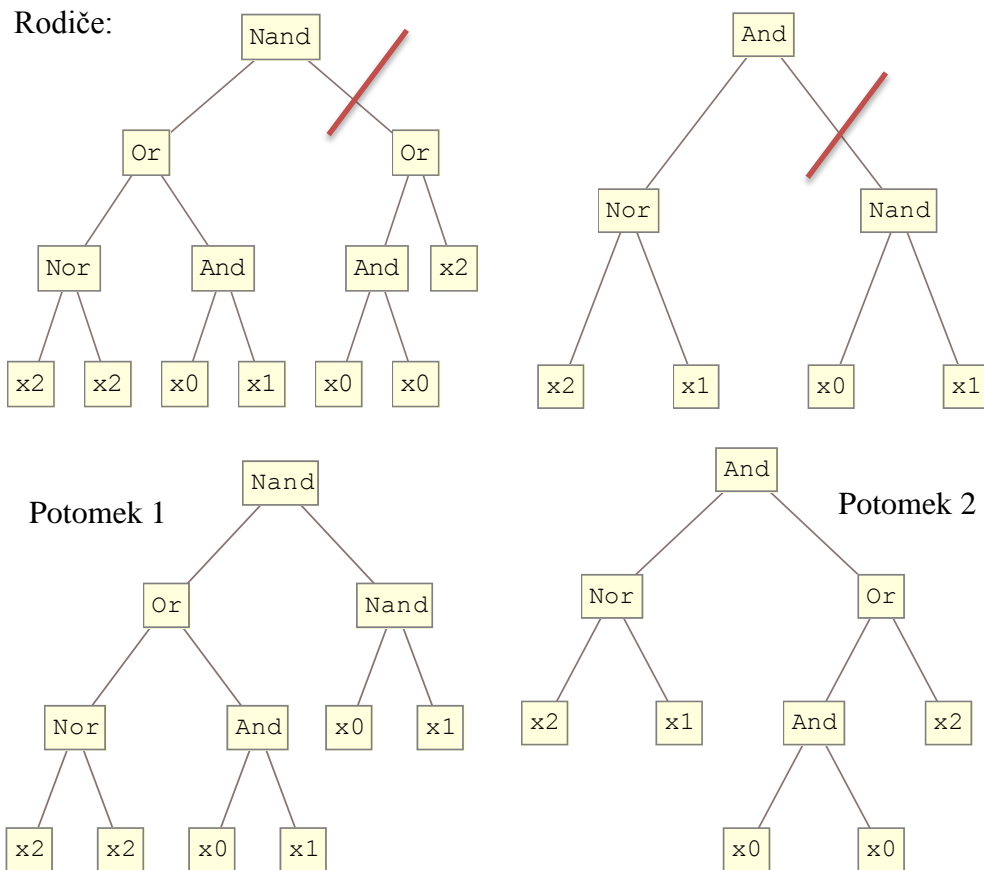 Rodiče:
Nand And
Or Or
Nor Nand
Nor And And x2
x2 x2 x0 x1 x0 x0 x2 x1 x0 x1
Nand And
Potomek 1 Potomek 2
Or Nand Nor Or
Nor And x0 x1 x2 x1 And x2
x2 x2 x0 x1 x0 x0